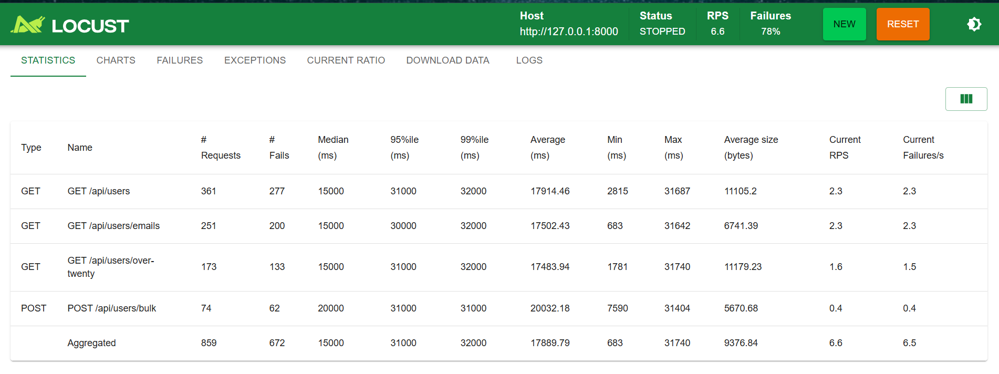 LOCUST
Host
http://127.0.0.1:8000
Status
STOPPED
RPS
6.6
Failures
78%
NEW
RESET
STATISTICS CHARTS FAILURES EXCEPTIONS CURRENT RATIO DOWNLOAD DATA LOGS
Type Name # Requests # Fails Median (ms) 95%ile (ms) 99%ile (ms) Average (ms) Min (ms) Max (ms) Average size (bytes) Current RPS Current Failures/s
GET GET /api/users 361 277 15000 31000 32000 17914.46 2815 31687 11105.2 2.3 2.3
GET GET /api/users/emails 251 200 15000 30000 32000 17502.43 683 31642 6741.39 2.3 2.3
GET GET /api/users/over-twenty 173 133 15000 31000 32000 17483.94 1781 31740 11179.23 1.6 1.5
POST POST /api/users/bulk 74 62 20000 31000 31000 20032.18 7590 31404 5670.68 0.4 0.4
Aggregated 859 672 15000 31000 32000 17889.79 683 31740 9376.84 6.6 6.5